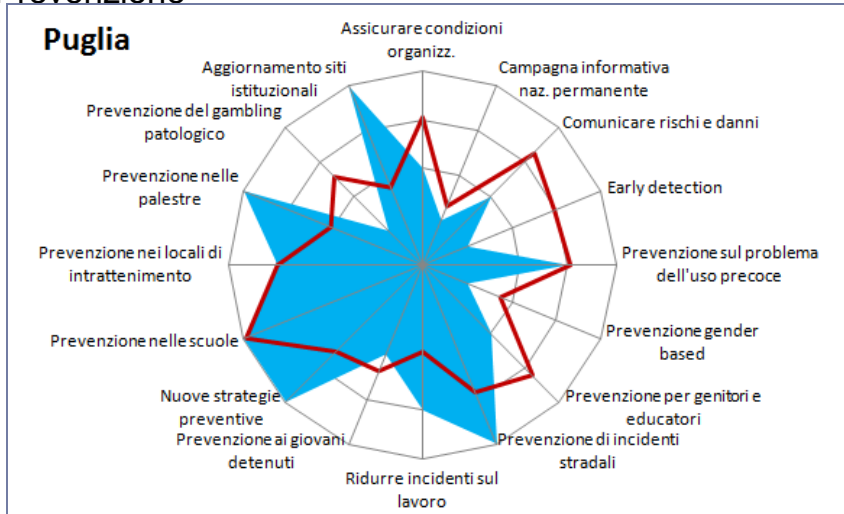 revenzione
Puglia
Assicurare condizioni
organizz.
Campagna informativa
naz. permanente
Comunicare rischi e danni
Early detection
Prevenzione sul problema
dell'uso precoce
Prevenzione gender
based
Prevenzione per genitori e
educatori
Prevenzione di incidenti
stradali
Ridurre incidenti sul
lavoro
Prevenzione ai giovani
detenuti
Nuove strategie
preventive
Prevenzione nelle scuole
Prevenzione nei locali di
intrattenimento
Prevenzione nelle
palestre
Prevenzione del gambling
patologico
Aggiornamento siti
istituzionali